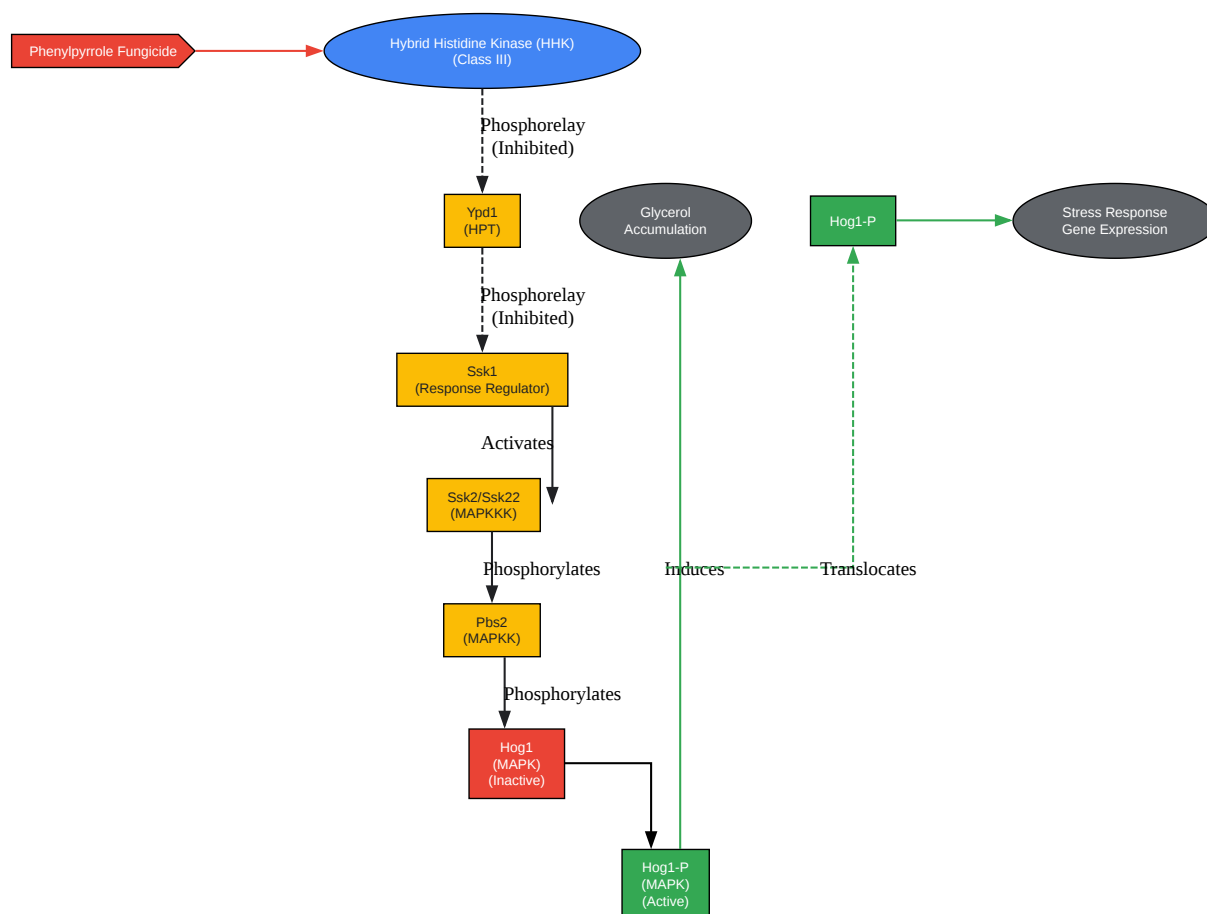 Phenylpyrrole Fungicide
Hybrid Histidine Kinase (HHK)
(Class III)
Phosphorelay
(Inhibited)
Ypd1
(HPT)
Glycerol
Accumulation
Hog1-P
Stress Response
Gene Expression
Phosphorelay
(Inhibited)
Ssk1
(Response Regulator)
Activates
Ssk2/Ssk22
(MAPKKK)
Phosphorylates
Induces
Translocates
Pbs2
(MAPKK)
Phosphorylates
Hog1
(MAPK)
(Inactive)
Hog1-P
(MAPK)
(Active)